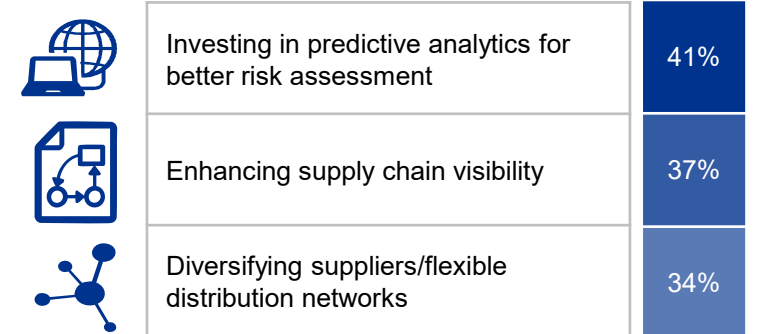 Investing in predictive analytics for
better risk assessment
41%
Enhancing supply chain visibility
37%
Diversifying suppliers/flexible
distribution networks
34%